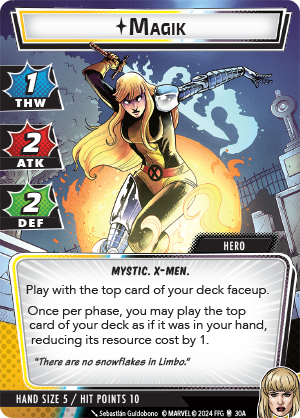 MAGIK
1
THW
2
ATK
2
DEF
HERO
MYSTIC. X-MEN.
Play with the top card of your deck faceup.
Once per phase, you may play the top
card of your deck as if it was in your hand,
reducing its resource cost by 1.
"There are no snowflakes in Limbo."
HAND SIZE 5 / HIT POINTS 10
Sebastián Guidobono © MARVEL © 2024 FFG 30A